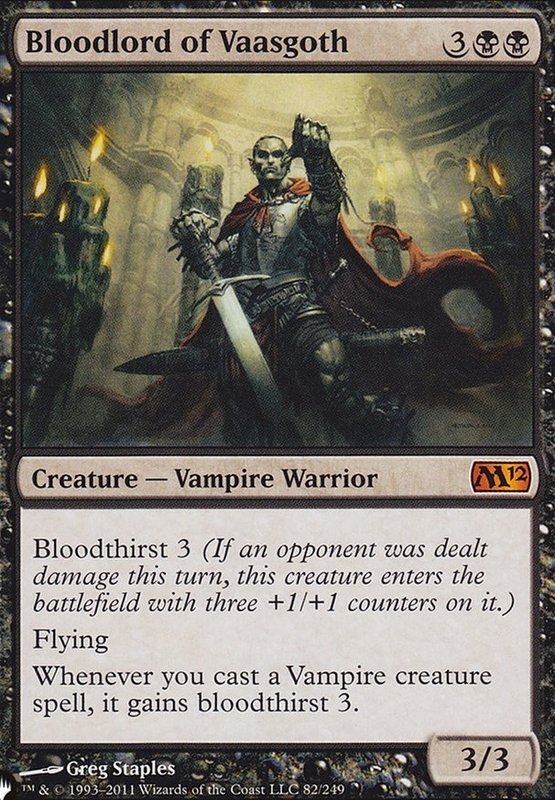 Bloodlord of Vaasgoth 3
Creature — Vampire Warrior M12
Bloodthirst 3 (If an opponent was dealt
damage this turn, this creature enters the
battlefield with three +1/+1 counters on it.)
Flying
Whenever you cast a Vampire creature
spell, it gains bloodthirst 3.
3/3
Greg Staples
™ & © 1993–2011 Wizards of the Coast LLC 82/249